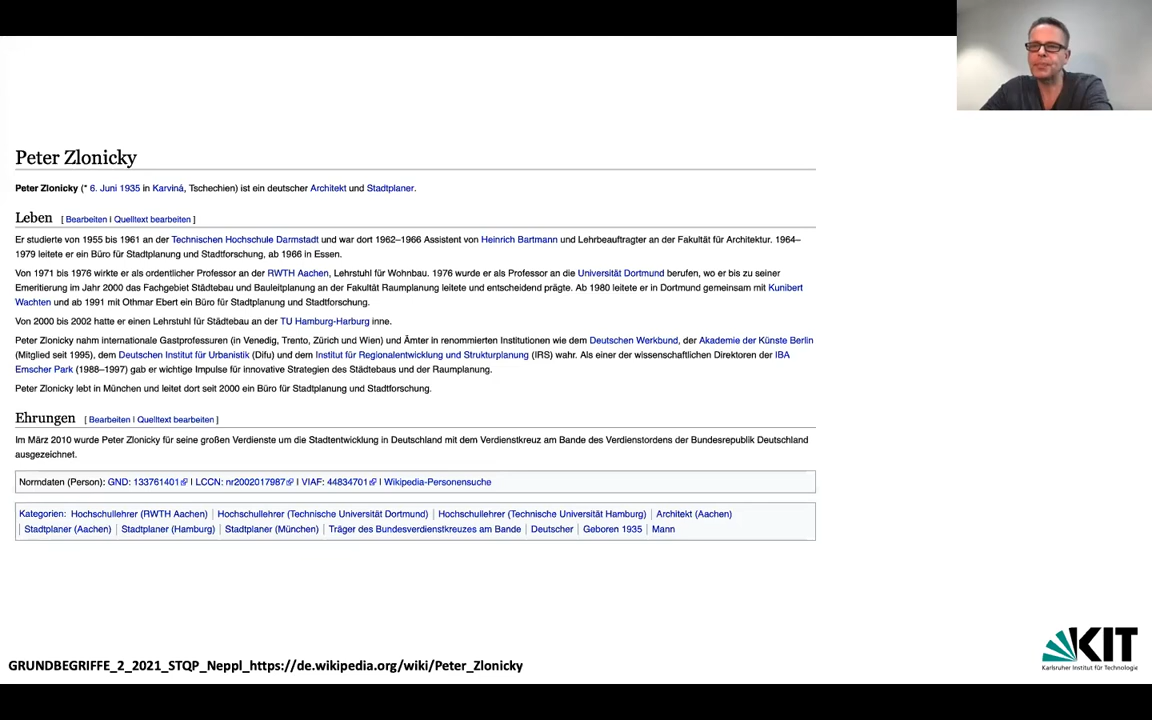 Peter Zlonicky
Peter Zlonicky (* 6. Juni 1935 in Karviná, Tschechien) ist ein deutscher Architekt und Stadtplaner.
Leben [ Bearbeiten | Quelltext bearbeiten ]
Er studierte von 1955 bis 1961 an der Technischen Hochschule Darmstadt und war dort 1962–1966 Assistent von Heinrich Bartmann und Lehrbeauftragter an der Fakultät für Architektur. 1964–
1979 leitete er ein Büro für Stadtplanung und Stadtforschung, ab 1966 in Essen.
Von 1971 bis 1976 wirkte er als ordentlicher Professor an der RWTH Aachen, Lehrstuhl für Wohnbau. 1976 wurde er als Professor an die Universität Dortmund berufen, wo er bis zu seiner
Emeritierung im Jahr 2000 das Fachgebiet Städtebau und Bauleitplanung an der Fakultät Raumplanung leitete und entscheidend prägte. Ab 1980 leitete er in Dortmund gemeinsam mit Kunibert
Wachten und ab 1991 mit Othmar Ebert ein Büro für Stadtplanung und Stadtforschung.
Von 2000 bis 2002 hatte er einen Lehrstuhl für Städtebau an der TU Hamburg-Harburg inne.
Peter Zlonicky nahm internationale Gastprofessuren (in Venedig, Trento, Zürich und Wien) und Ämter in renommierten Institutionen wie dem Deutschen Werkbund, der Akademie der Künste Berlin
(Mitglied seit 1995), dem Deutschen Institut für Urbanistik (Difu) und dem Institut für Regionalentwicklung und Strukturplanung (IRS) wahr. Als einer der wissenschaftlichen Direktoren der IBA
Emscher Park (1988–1997) gab er wichtige Impulse für innovative Strategien des Städtebaus und der Raumplanung.
Peter Zlonicky lebt in München und leitet dort seit 2000 ein Büro für Stadtplanung und Stadtforschung.
Ehrungen [ Bearbeiten | Quelltext bearbeiten ]
Im März 2010 wurde Peter Zlonicky für seine großen Verdienste um die Stadtentwicklung in Deutschland mit dem Verdienstkreuz am Bande des Verdienstordens der Bundesrepublik Deutschland
ausgezeichnet.
Normdaten (Person): GND: 133761401 | LCCN: nr2002017987 | VIAF: 44834701 | Wikipedia-Personensuche
Kategorien: Hochschullehrer (RWTH Aachen) | Hochschullehrer (Technische Universität Dortmund) | Hochschullehrer (Technische Universität Hamburg) | Architekt (Aachen)
| Stadtplaner (Aachen) | Stadtplaner (Hamburg) | Stadtplaner (München) | Träger des Bundesverdienstkreuzes am Bande | Deutscher | Geboren 1935 | Mann
KIT
Karlsruher Institut für Technologie
GRUNDBEGRIFFE_2_2021_STQP_Neppl_https://de.wikipedia.org/wiki/Peter_Zlonicky